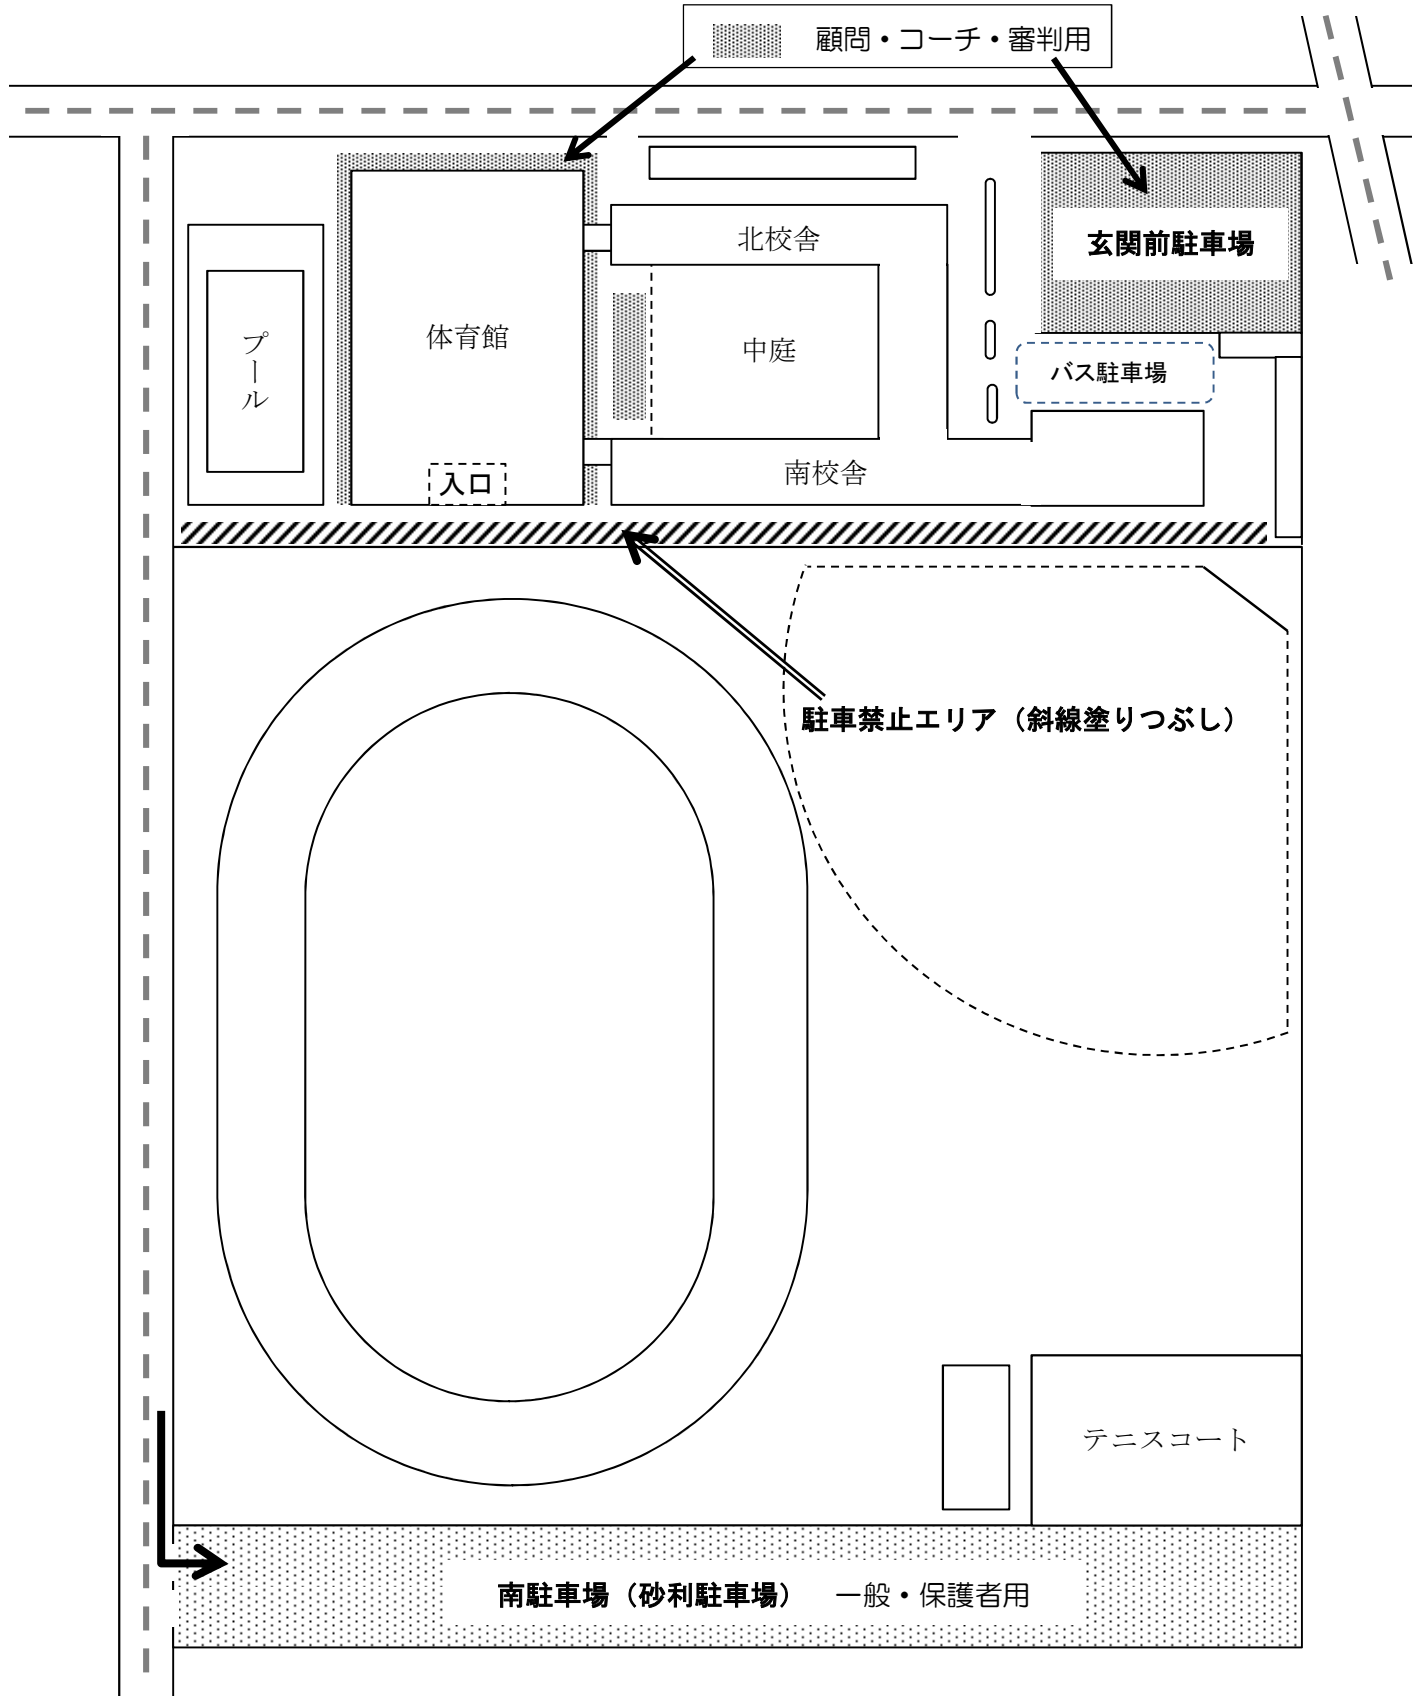 顧問・コーチ・審判用
北校舎
玄関前駐車場
プール
体育館
中庭
バス駐車場
入口
南校舎
駐車禁止エリア（斜線塗りつぶし）
テニスコート
南駐車場（砂利駐車場）　一般・保護者用